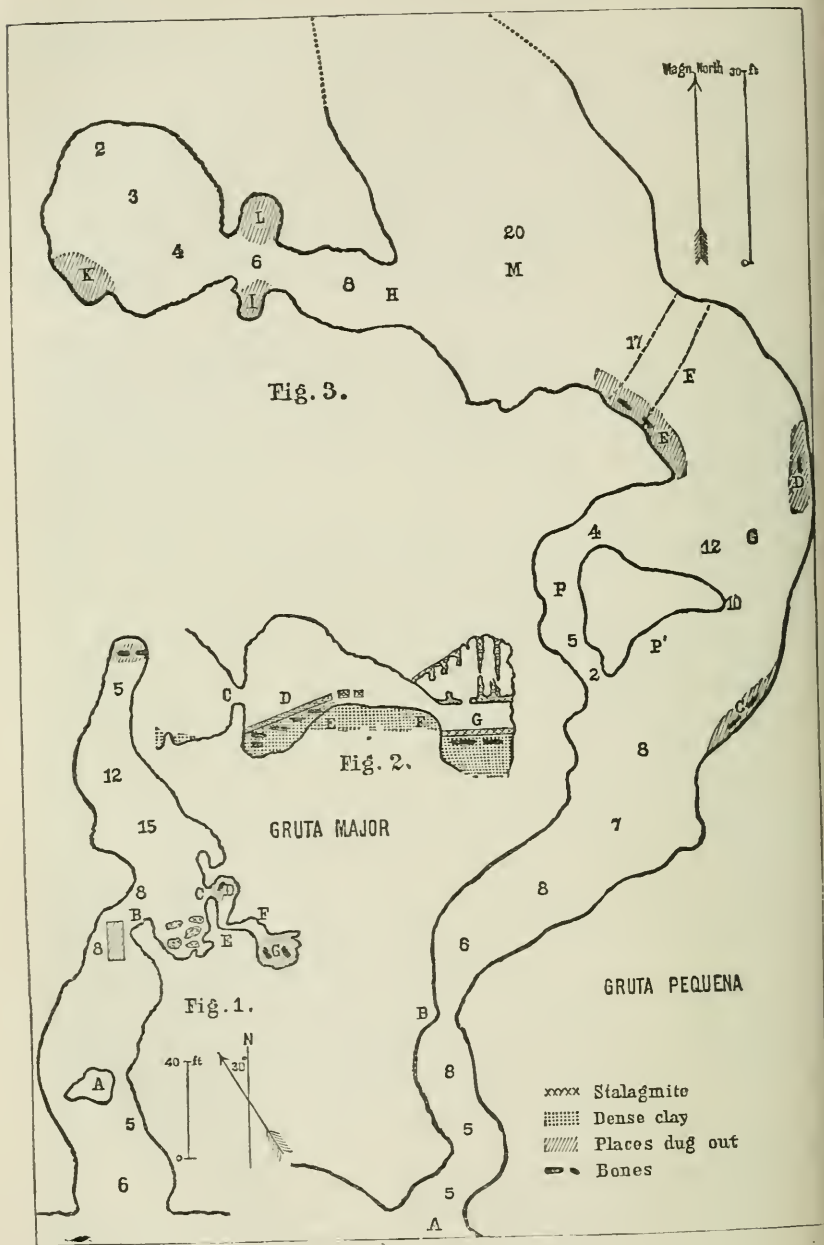 Magn. North 30 ft
0
2
3
4
K
L
6
I
8
H
20
M
Fig. 3.
17
F
E
D
4
12
G
P
10
5
P'
2
C
8
7
8
6
B
8
5
5
A
GRUTA PEQUENA
C
D
E
F
G
Fig. 2.
GRUTA MAJOR
5
12
15
8
B
8
C
D
E
F
G
Fig. 1.
A
5
6
40 ft
0
30°
N
Stalagmite
Dense clay
Places dug out
Bones